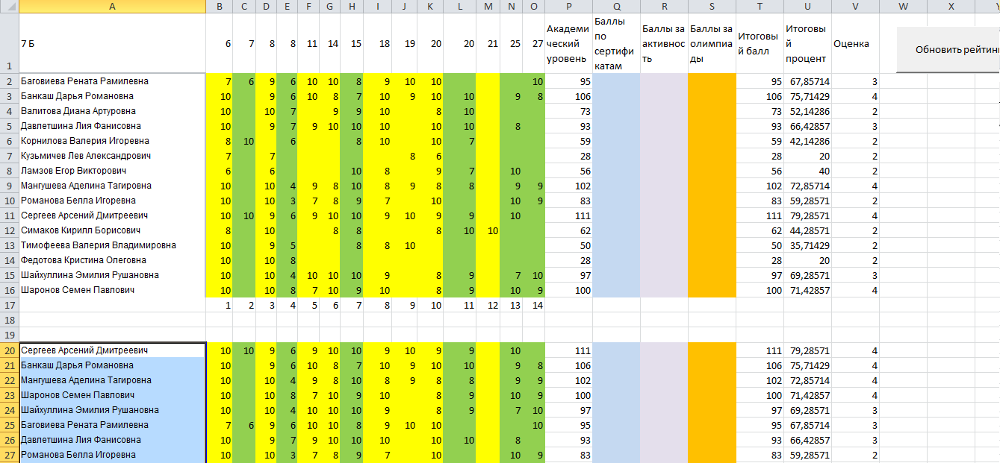 A B C D E F G H I J K L M N O P Q R S T U V W X
1 7 Б 6 7 8 8 11 14 15 18 19 20 20 21 25 27 Академический уровень Баллы по сертификатам Баллы за активность Баллы за олимпиады Итоговый балл Итоговый процент Оценка Обновить рейтин
2 Баговиева Рената Рамилевна 7 6 9 6 10 10 8 9 10 10 10 95 95 67,85714 3
3 Банкаш Дарья Романовна 10 9 6 10 8 7 10 9 10 10 9 8 106 106 75,71429 4
4 Валитова Диана Артуровна 10 10 7 9 9 10 8 10 73 73 52,14286 2
5 Давлетшина Лия Фанисовна 10 9 7 9 10 10 10 10 10 8 93 93 66,42857 3
6 Корнилова Валерия Игоревна 8 10 6 8 10 10 7 59 59 42,14286 2
7 Кузьмичев Лев Александрович 7 7 8 6 28 28 20 2
8 Ламзов Егор Викторович 6 6 10 8 9 7 10 56 56 40 2
9 Мангушева Аделина Тагировна 10 10 4 9 8 10 8 9 8 8 9 9 102 102 72,85714 4
10 Романова Белла Игоревна 10 10 3 7 8 9 7 10 10 9 83 83 59,28571 2
11 Сергеев Арсений Дмитреевич 10 10 9 6 9 10 10 9 10 9 9 10 111 111 79,28571 4
12 Симаков Кирилл Борисович 8 10 8 8 8 10 10 62 62 44,28571 2
13 Тимофеева Валерия Владимировна 10 9 5 8 8 10 50 50 35,71429 2
14 Федотова Кристина Олеговна 10 10 8 28 28 20 2
15 Шайхуллина Эмилия Рушановна 10 10 4 10 10 10 9 8 9 7 10 97 97 69,28571 3
16 Шаронов Семен Павлович 10 10 8 7 10 9 10 8 9 10 9 100 100 71,42857 4
17 1 2 3 4 5 6 7 8 9 10 11 12 13 14
18
19
20 Сергеев Арсений Дмитреевич 10 10 9 6 9 10 10 9 10 9 9 10 111 111 79,28571 4
21 Банкаш Дарья Романовна 10 9 6 10 8 7 10 9 10 10 9 8 106 106 75,71429 4
22 Мангушева Аделина Тагировна 10 10 4 9 8 10 8 9 8 8 9 9 102 102 72,85714 4
23 Шаронов Семен Павлович 10 10 8 7 10 9 10 8 9 10 9 100 100 71,42857 4
24 Шайхуллина Эмилия Рушановна 10 10 4 10 10 10 9 8 9 7 10 97 97 69,28571 3
25 Баговиева Рената Рамилевна 7 6 9 6 10 10 8 9 10 10 10 95 95 67,85714 3
26 Давлетшина Лия Фанисовна 10 9 7 9 10 10 10 10 10 8 93 93 66,42857 3
27 Романова Белла Игоревна 10 10 3 7 8 9 7 10 10 9 83 83 59,28571 2